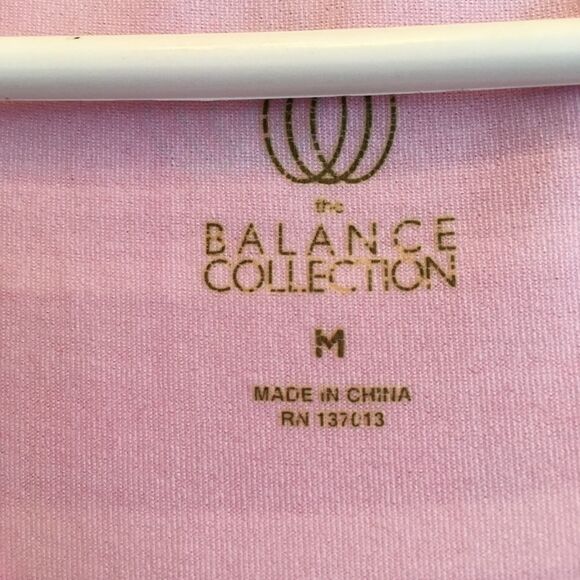 the
BALANCE
COLLECTION
M
MADE IN CHINA
RN 137013